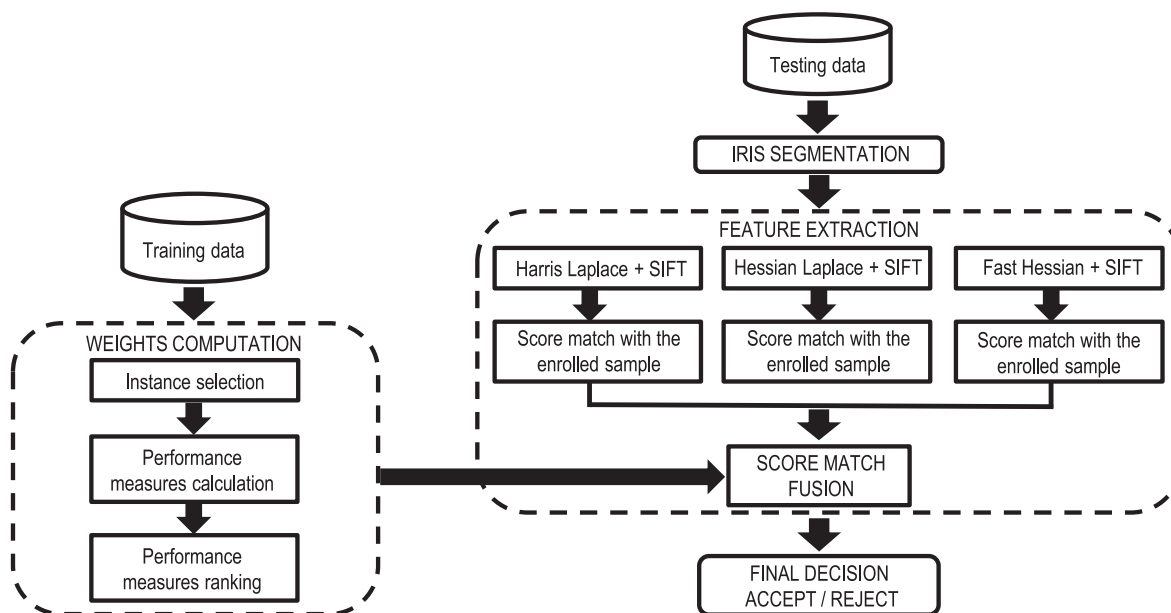 Testing data
IRIS SEGMENTATION
FEATURE EXTRACTION
Harris Laplace + SIFT
Hessian Laplace + SIFT
Fast Hessian + SIFT
Score match with the
enrolled sample
Score match with the
enrolled sample
Score match with the
enrolled sample
SCORE MATCH
FUSION
FINAL DECISION
ACCEPT / REJECT
Training data
WEIGHTS COMPUTATION
Instance selection
Performance
measures calculation
Performance
measures ranking